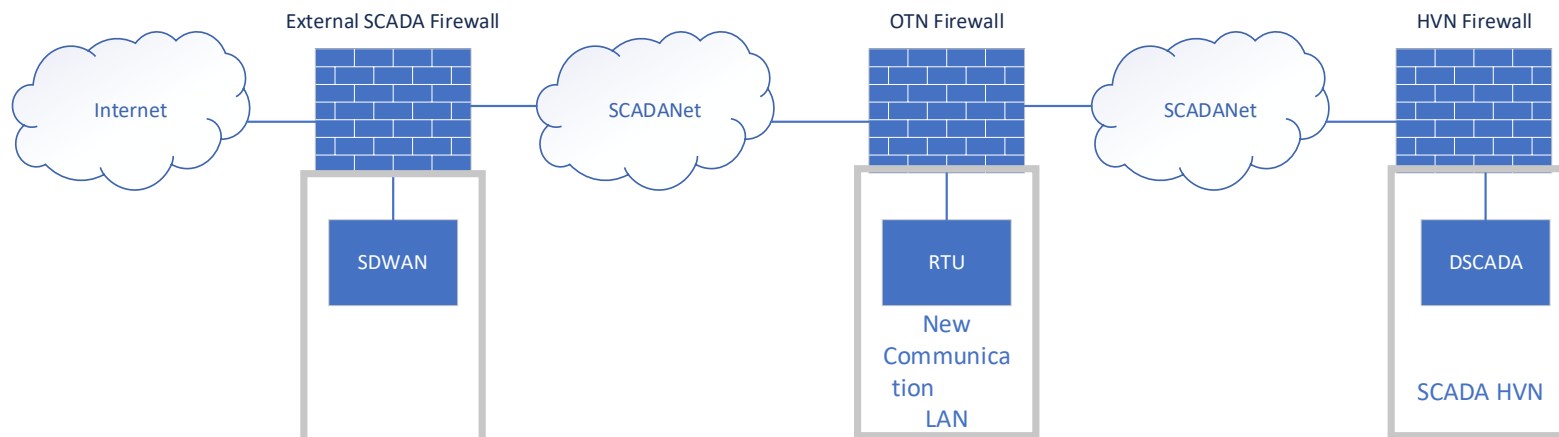 External SCADA Firewall
OTN Firewall
HVN Firewall
Internet
SCADANet
SCADANet
SDWAN
RTU
DSCADA
New
Communica
tion
LAN
SCADA HVN